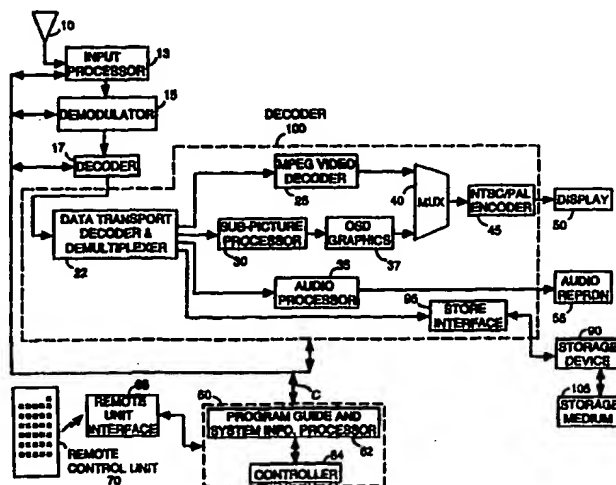 10
INPUT
PROCESSOR
13
DEMODULATOR
15
17
DECODER
DECODER
100
MPEG VIDEO
DECODER
25
40
MUX
NTSC/PAL
ENCODER
45
DISPLAY
50
DATA TRANSPORT
DECODER &
DEMULTIPLEXER
22
SUB-PICTURE
PROCESSOR
30
OSD
GRAPHICS
37
35
AUDIO
PROCESSOR
AUDIO
REPRDN
55
95
STORE
INTERFACE
90
STORAGE
DEVICE
105
STORAGE
MEDIUM
C
60
PROGRAM GUIDE AND
SYSTEM INFO. PROCESSOR
62
64
CONTROLLER
65
REMOTE
UNIT
INTERFACE
REMOTE
CONTROL UNIT
70